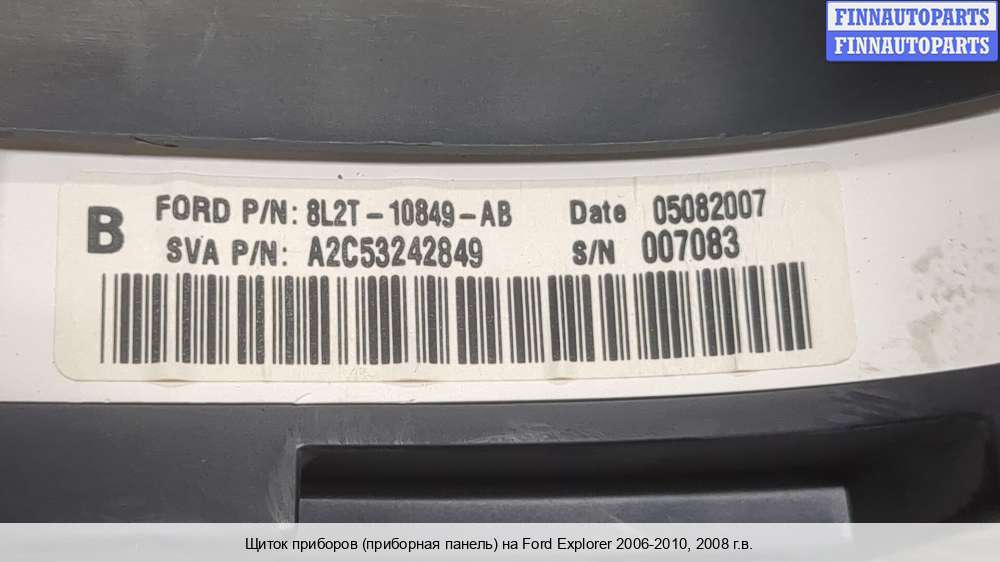 FINNAUTOPARTS
FINNAUTOPARTS
B
FORD P/N: 8L2T-10849-AB Date 05082007
SVA P/N: A2C53242849 S/N 007083
Щиток приборов (приборная панель) на Ford Explorer 2006-2010, 2008 г.в.